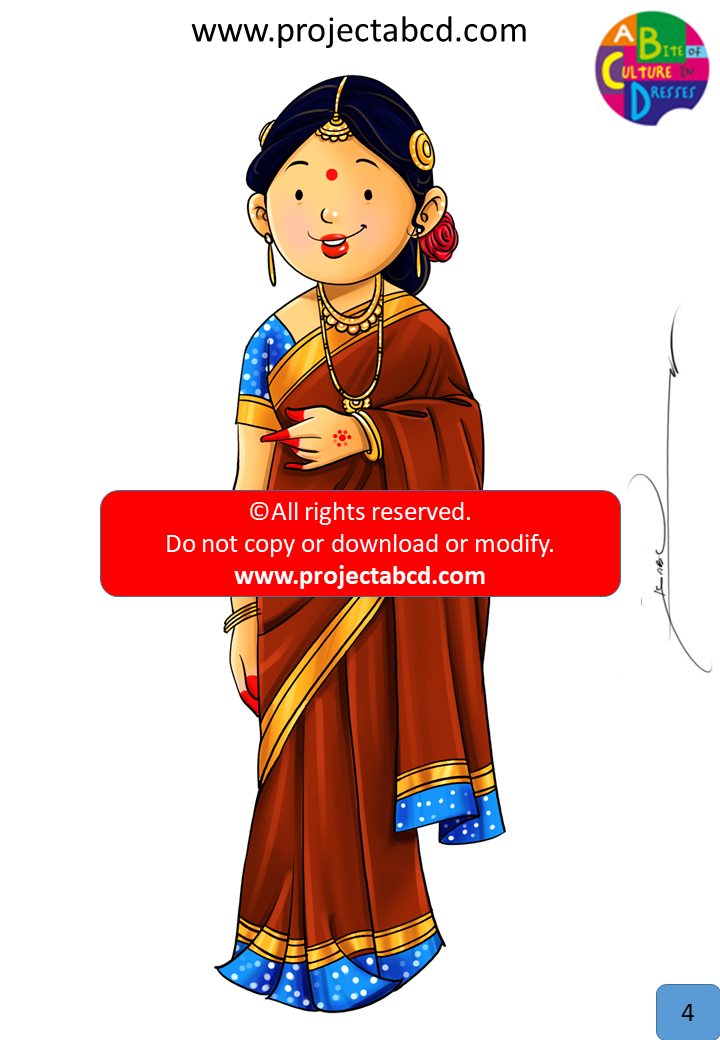 www.projectabcd.com
A BITE OF
CULTURE IN
DRESSES
©All rights reserved.
Do not copy or download or modify.
www.projectabcd.com
4